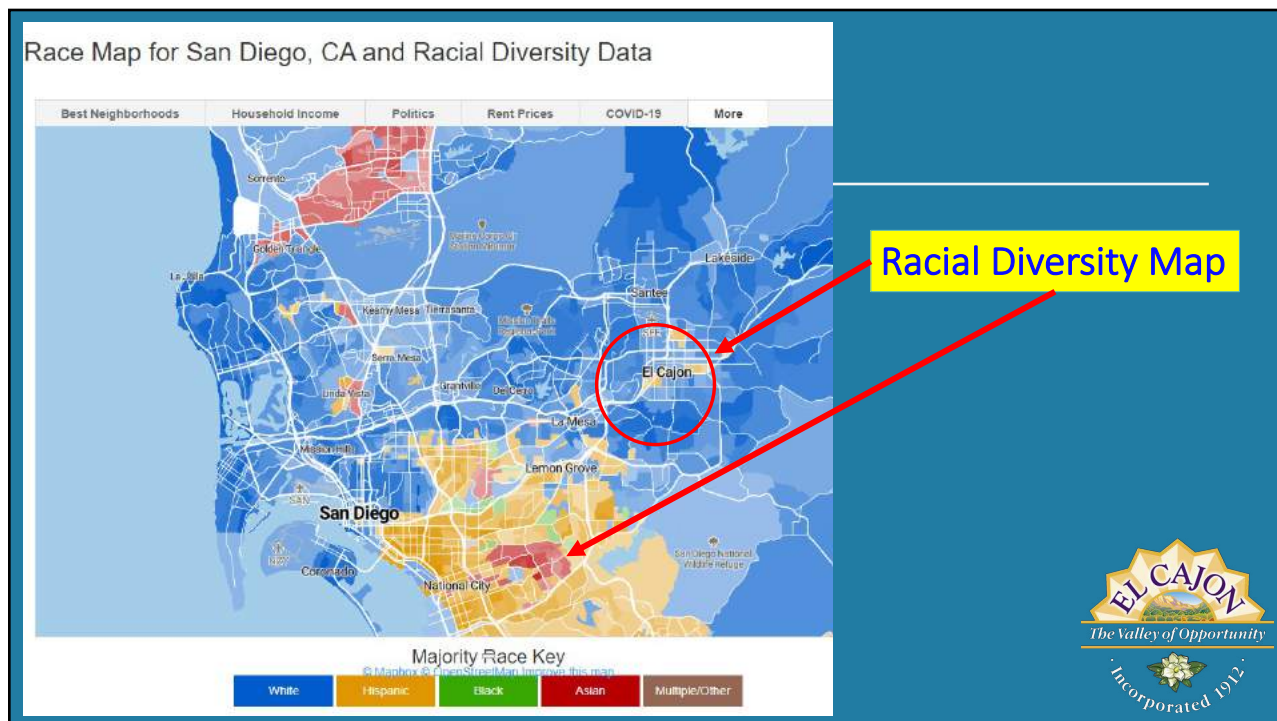 Race Map for San Diego, CA and Racial Diversity Data
Best Neighborhoods Household Income Politics Rent Prices COVID-19 More
Sorrento
Golden Triangle
Lakeside
Racial Diversity Map
Santee
Kearny Mesa Tierrasanta
Serra Mesa
El Cajon
Linda Vista
Grantville
Del Cerro
La Mesa
Mission Hills
Lemon Grove
SAN
San Diego
San Diego National
Wildlife Refuge
NZY
Coronado
National City
EL CAJON
The Valley of Opportunity
Incorporated 1912
Majority Race Key
© Mapbox © OpenStreetMap Improve this map
White Hispanic Black Asian Multiple/Other